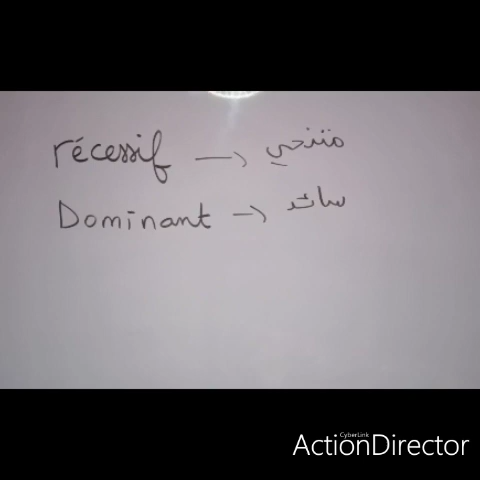 récessif → متنحي
Dominant → سائد
CyberLink
ActionDirector